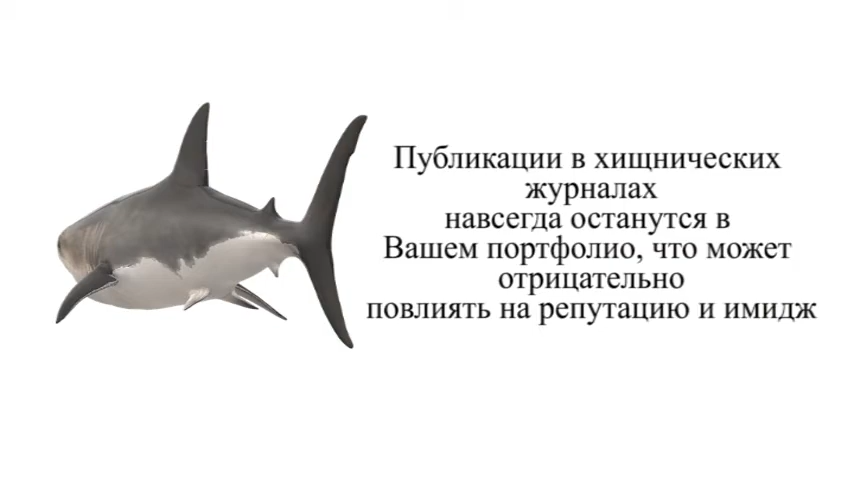 Публикации в хищнических
журналах
навсегда останутся в
Вашем портфолио, что может
отрицательно
повлиять на репутацию и имидж